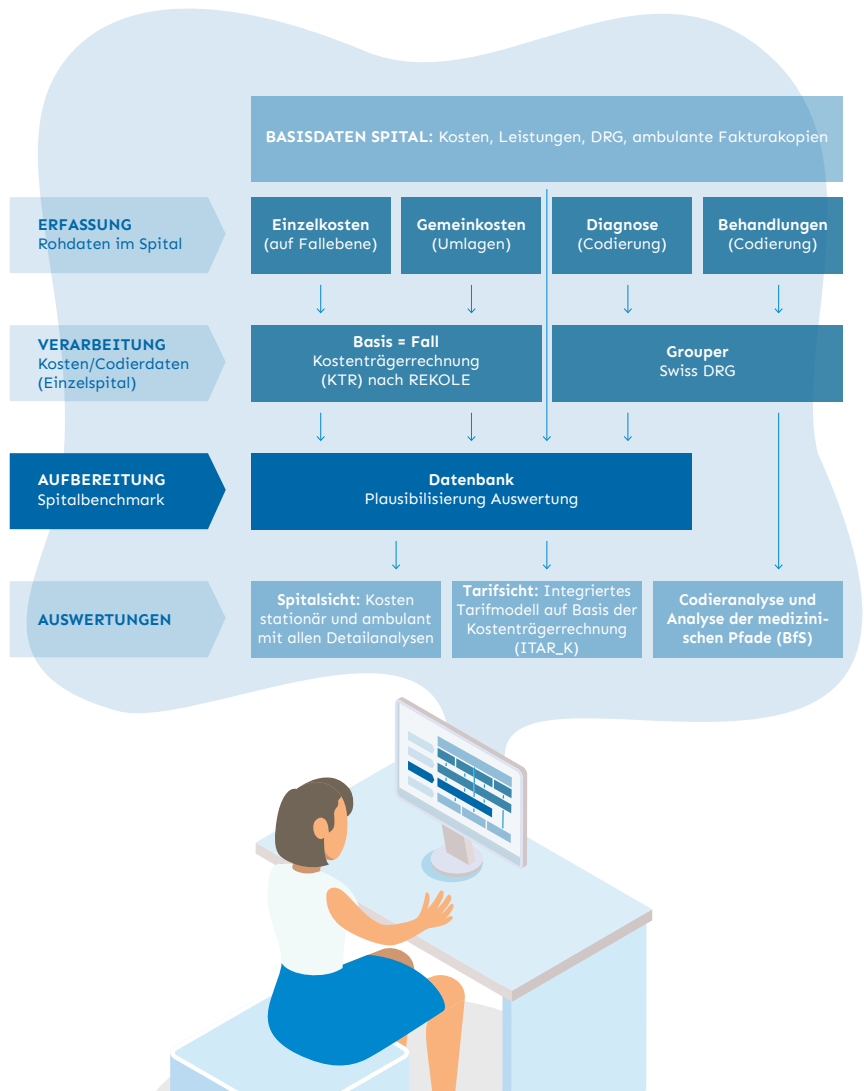 BASISDATEN SPITAL: Kosten, Leistungen, DRG, ambulante Fakturakopien
ERFASSUNG
Rohdaten im Spital
Einzelkosten
(auf Fallebene)
Gemeinkosten
(Umlagen)
Diagnose
(Codierung)
Behandlungen
(Codierung)
VERARBEITUNG
Kosten/Codierdaten
(Einzelspital)
Basis = Fall
Kostenträgerrechnung
(KTR) nach REKOLE
Grouper
Swiss DRG
AUFBEREITUNG
Spitalbenchmark
Datenbank
Plausibilisierung Auswertung
AUSWERTUNGEN
Spitalsicht: Kosten
stationär und ambulant
mit allen Detailanalysen
Tarifsicht: Integriertes
Tarifmodell auf Basis der
Kostenträgerrechnung
(ITAR_K)
Codieranalyse und
Analyse der medizini-
schen Pfade (BfS)